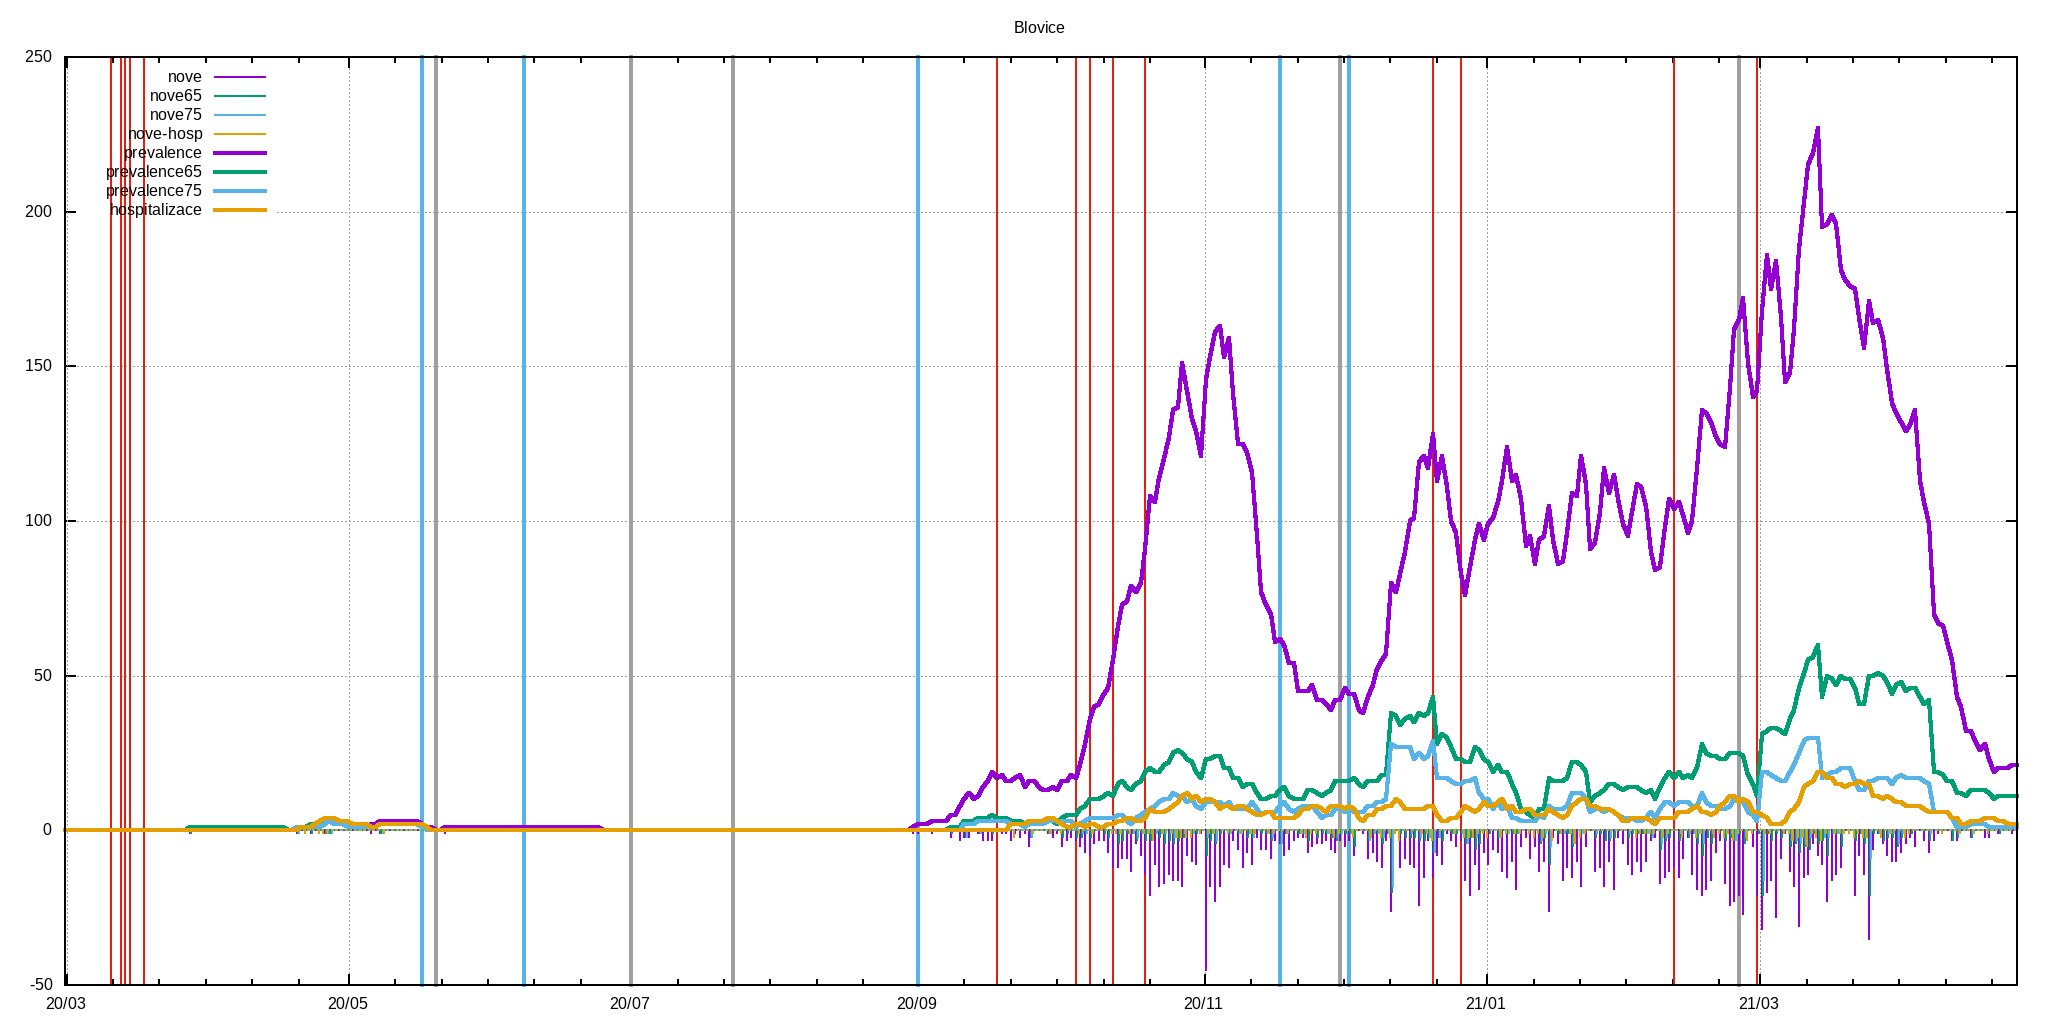 Blovice
250
200
150
100
50
0
-50
nove
nove65
nove75
nove-hosp
prevalence
prevalence65
prevalence75
hospitalizace
20/03
20/05
20/07
20/09
20/11
21/01
21/03